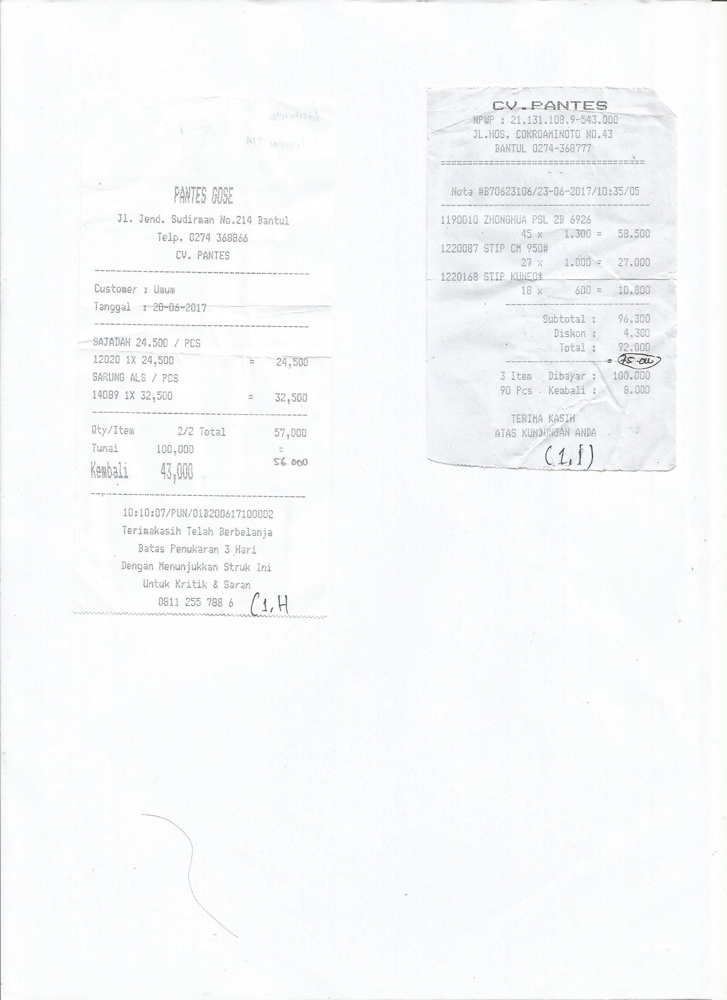 PANTES GOSE
Jl. Jend. Sudirman No.214 Bantul
Telp. 0274 368866
CV. PANTES
Customer : Umum
Tanggal : 20-06-2017
SAJADAH 24.500 / PCS
12020 1X 24,500 = 24,500
SARUNG ALS / PCS
14089 1X 32,500 = 32,500
Qty/Item 2/2 Total 57,000
Tunai 100,000 =
56.000
Kembali 43,000
10:10:07/PUN/01B200617100002
Terimakasih Telah Berbelanja
Batas Penukaran 3 Hari
Dengan Menunjukkan Struk Ini
Untuk Kritik & Saran
0811 255 788 6 (1.H
CV.PANTES
NPWP : 21.131.108.9-543.000
JL.HOS. COKROAMINOTO NO.43
BANTUL 0274-368777
Nota #B70623106/23-06-2017/10:35/05
1190010 ZHONGHUA PSL 2B 6926
45 x 1.300 = 58.500
1220087 STIP CM 950#
27 x 1.000 = 27.000
1220168 STIP KUNEO*
18 x 600 = 10.800
Subtotal : 96.300
Diskon : 4.300
Total : 92.000
=
3 Item Dibayar : 100.000
90 Pcs Kembali : 8.000
TERIMA KASIH
ATAS KUNJUNGAN ANDA
(1.I)